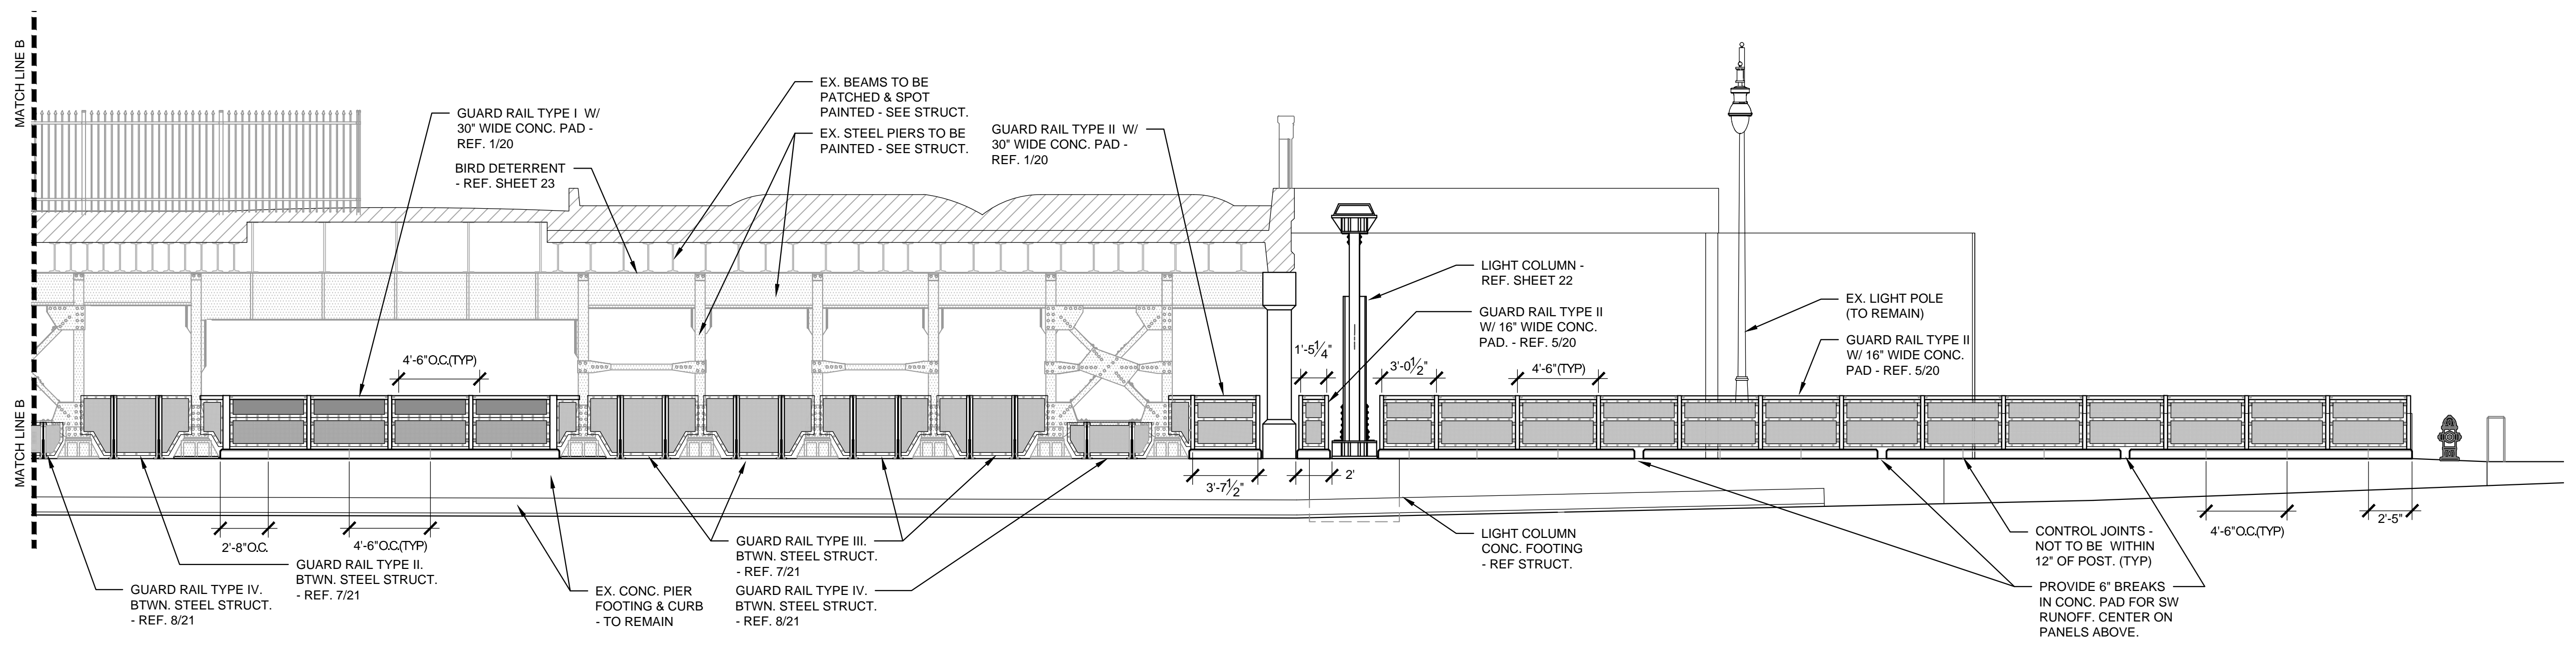 MATCH LINE B
MATCH LINE B
GUARD RAIL TYPE I W/
30" WIDE CONC. PAD -
REF. 1/20
BIRD DETERRENT
- REF. SHEET 23
EX. BEAMS TO BE
PATCHED & SPOT
PAINTED - SEE STRUCT.
EX. STEEL PIERS TO BE
PAINTED - SEE STRUCT.
GUARD RAIL TYPE II W/
30" WIDE CONC. PAD -
REF. 1/20
LIGHT COLUMN -
REF. SHEET 22
GUARD RAIL TYPE II
W/ 16" WIDE CONC.
PAD. - REF. 5/20
EX. LIGHT POLE
(TO REMAIN)
GUARD RAIL TYPE II
W/ 16" WIDE CONC.
PAD - REF. 5/20
4'-6"O.C.(TYP)
1'-5 1/4"
3'-0 1/2"
4'-6"(TYP)
3'-7 1/2"
2'
2'-8"O.C.
4'-6"O.C.(TYP)
4'-6"O.C.(TYP)
2'-5"
GUARD RAIL TYPE IV.
BTWN. STEEL STRUCT.
- REF. 8/21
GUARD RAIL TYPE II.
BTWN. STEEL STRUCT.
- REF. 7/21
EX. CONC. PIER
FOOTING & CURB
- TO REMAIN
GUARD RAIL TYPE III.
BTWN. STEEL STRUCT.
- REF. 7/21
GUARD RAIL TYPE IV.
BTWN. STEEL STRUCT.
- REF. 8/21
LIGHT COLUMN
CONC. FOOTING
- REF STRUCT.
CONTROL JOINTS -
NOT TO BE WITHIN
12" OF POST. (TYP)
PROVIDE 6" BREAKS
IN CONC. PAD FOR SW
RUNOFF. CENTER ON
PANELS ABOVE.